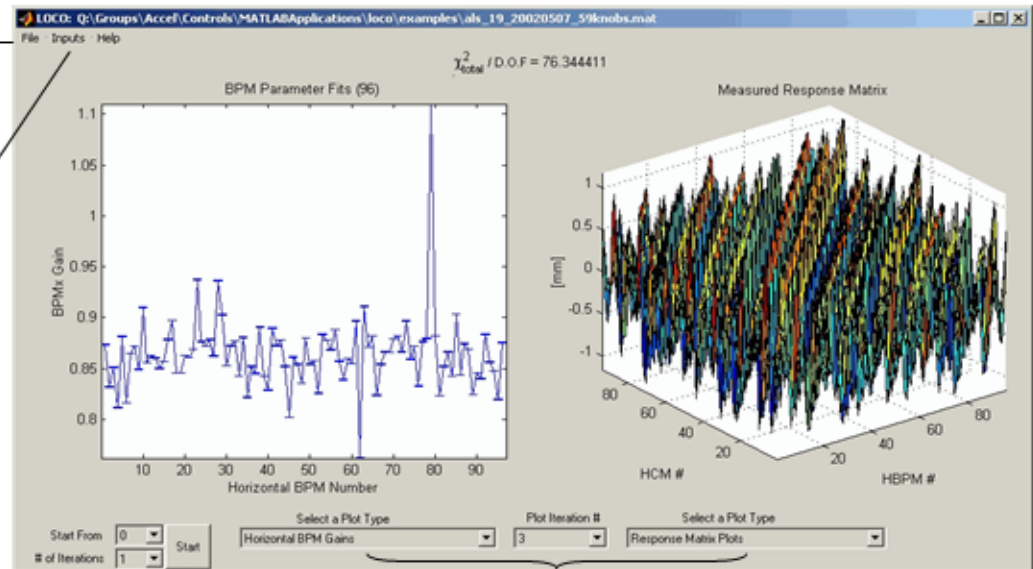 LOCO: Q:\Groups\Accel\Controls\MATLABApplications\loco\examples\als_19_20020507_59knobs.mat
File Inputs Help
χ²total / D.O.F = 76.344411
BPM Parameter Fits (96)
Measured Response Matrix
1.1
1.05
1
0.95
0.9
0.85
0.8
BPMx Gain
10 20 30 40 50 60 70 80 90
Horizontal BPM Number
1
0.5
0
-0.5
-1
[mm]
80 60 40 20
HCM #
20 40 60 80
HBPM #
Start From 0
# of Iterations 1
Start
Select a Plot Type
Horizontal BPM Gains
Plot Iteration #
3
Select a Plot Type
Response Matrix Plots